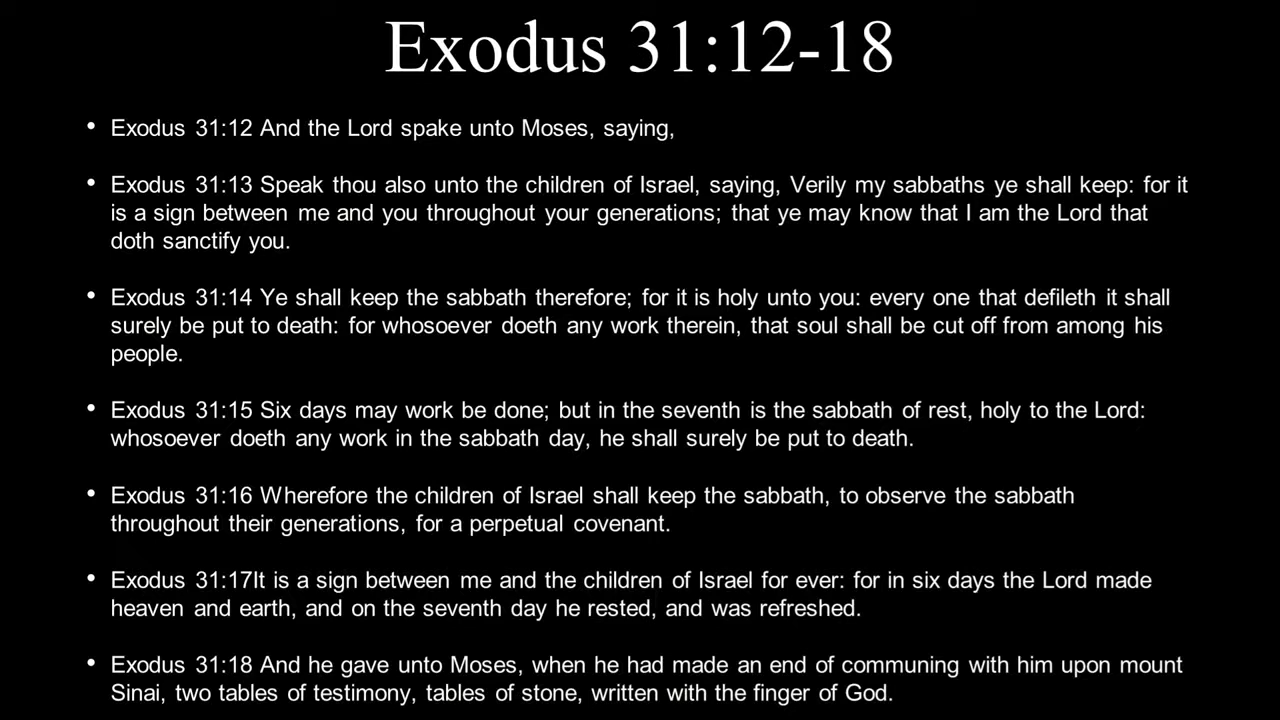 Exodus 31:12-18
• Exodus 31:12 And the Lord spake unto Moses, saying,
• Exodus 31:13 Speak thou also unto the children of Israel, saying, Verily my sabbaths ye shall keep: for it
is a sign between me and you throughout your generations; that ye may know that I am the Lord that
doth sanctify you.
• Exodus 31:14 Ye shall keep the sabbath therefore; for it is holy unto you: every one that defileth it shall
surely be put to death: for whosoever doeth any work therein, that soul shall be cut off from among his
people.
• Exodus 31:15 Six days may work be done; but in the seventh is the sabbath of rest, holy to the Lord:
whosoever doeth any work in the sabbath day, he shall surely be put to death.
• Exodus 31:16 Wherefore the children of Israel shall keep the sabbath, to observe the sabbath
throughout their generations, for a perpetual covenant.
• Exodus 31:17It is a sign between me and the children of Israel for ever: for in six days the Lord made
heaven and earth, and on the seventh day he rested, and was refreshed.
• Exodus 31:18 And he gave unto Moses, when he had made an end of communing with him upon mount
Sinai, two tables of testimony, tables of stone, written with the finger of God.